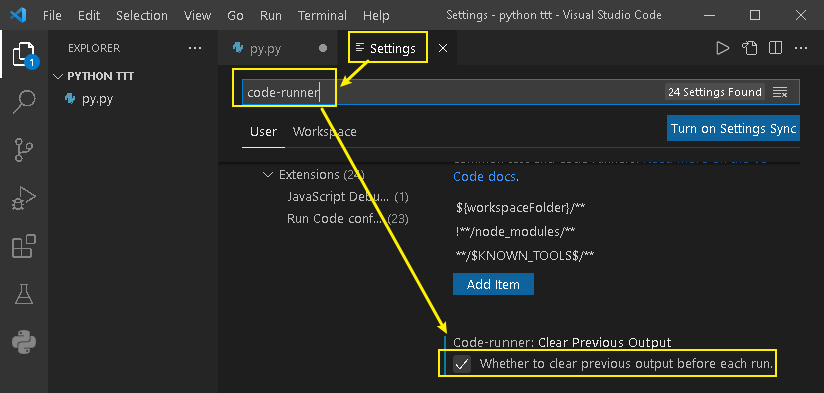 File Edit Selection View Go Run Terminal Help Settings - python ttt - Visual Studio Code
EXPLORER
PYTHON TTT
py.py
py.py
Settings
code-runner
24 Settings Found
User Workspace
Turn on Settings Sync
Extensions (24)
JavaScript Debu... (1)
Run Code conf... (23)
Code docs.
${workspaceFolder}/**
!**/node_modules/**
**/$KNOWN_TOOLS$/**
Add Item
Code-runner: Clear Previous Output
Whether to clear previous output before each run.
1